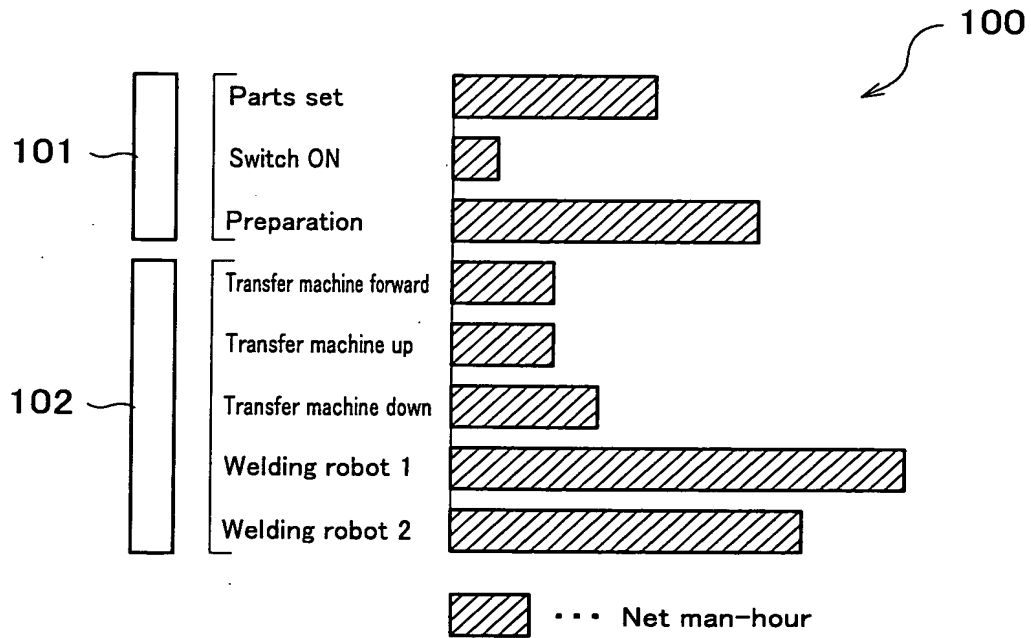 100
Parts set
101
Switch ON
Preparation
Transfer machine forward
Transfer machine up
102
Transfer machine down
Welding robot 1
Welding robot 2
··· Net man-hour